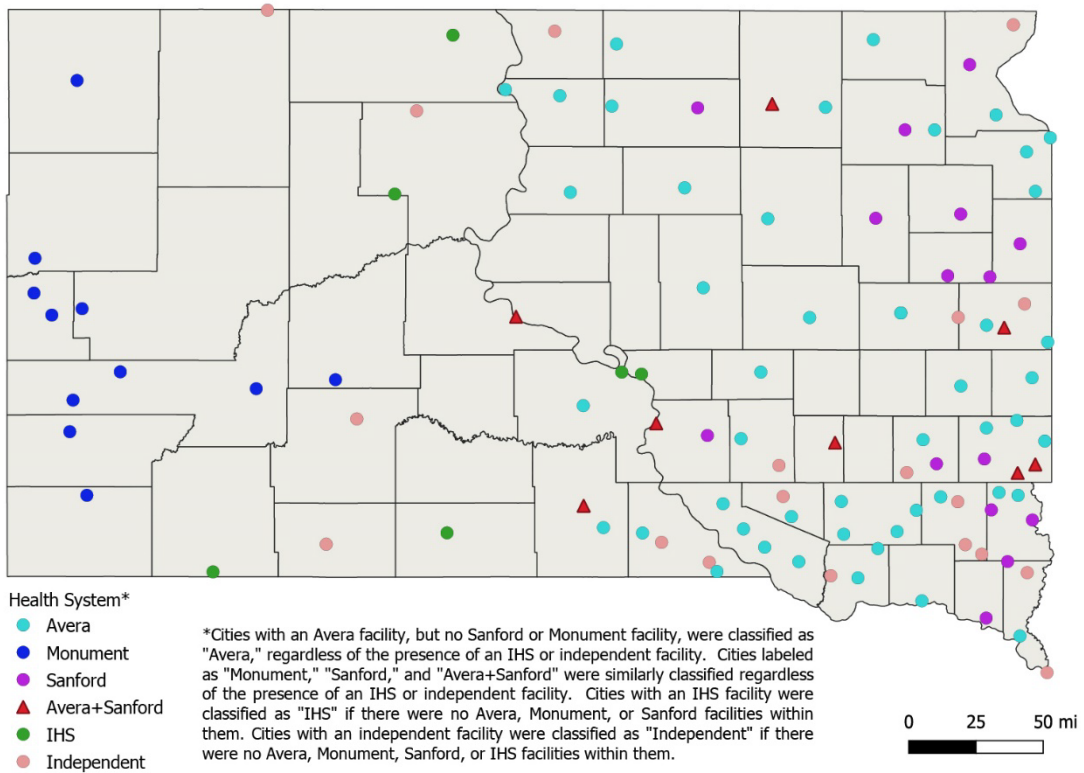 Health System*
Avera
Monument
Sanford
Avera+Sanford
IHS
Independent
*Cities with an Avera facility, but no Sanford or Monument facility, were classified as
"Avera," regardless of the presence of an IHS or independent facility. Cities labeled
as "Monument," "Sanford," and "Avera+Sanford" were similarly classified regardless
of the presence of an IHS or independent facility. Cities with an IHS facility were
classified as "IHS" if there were no Avera, Monument, or Sanford facilities within
them. Cities with an independent facility were classified as "Independent" if there
were no Avera, Monument, Sanford, or IHS facilities within them.
0 25 50 mi